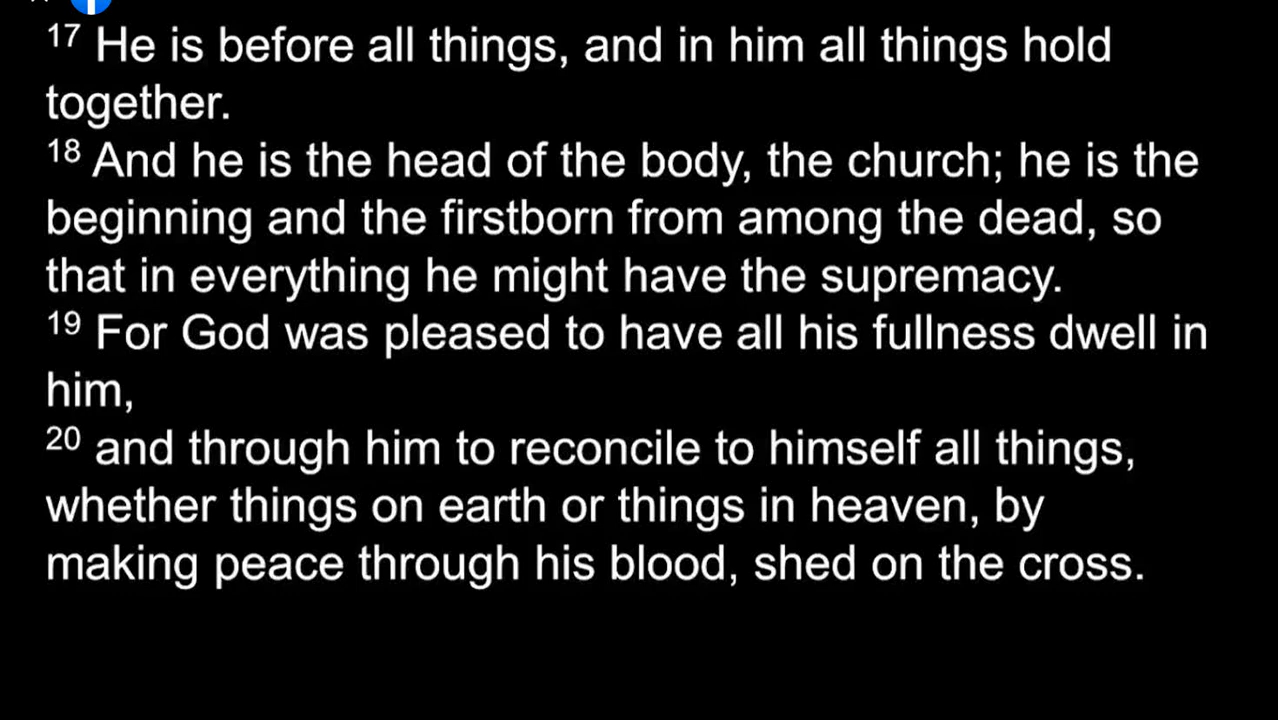 17 He is before all things, and in him all things hold
together.
18 And he is the head of the body, the church; he is the
beginning and the firstborn from among the dead, so
that in everything he might have the supremacy.
19 For God was pleased to have all his fullness dwell in
him,
20 and through him to reconcile to himself all things,
whether things on earth or things in heaven, by
making peace through his blood, shed on the cross.